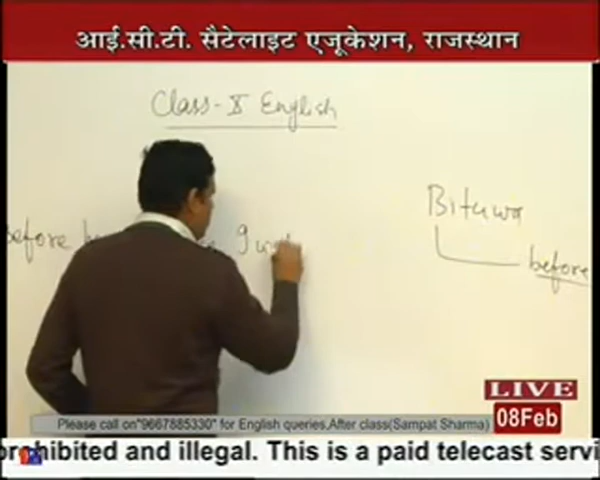 आई.सी.टी. सैटेलाइट एजूकेशन, राजस्थान
Class-X English
Bituwa
before
before
LIVE
08Feb
Please call on"9667885330" for English queries,After class(Sampat Sharma)
prohibited and illegal. This is a paid telecast servi